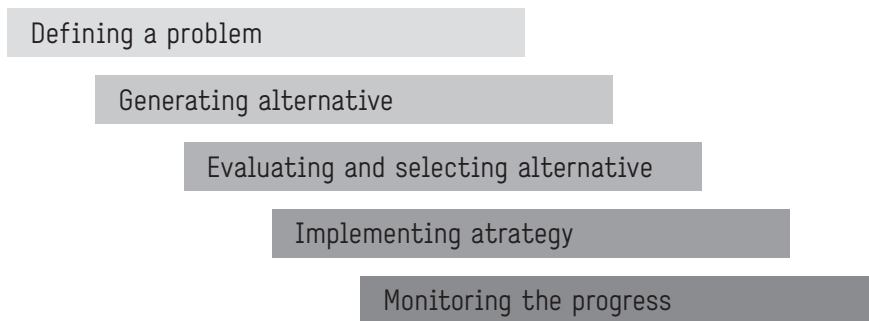 Defining a problem
Generating alternative
Evaluating and selecting alternative
Implementing atrategy
Monitoring the progress